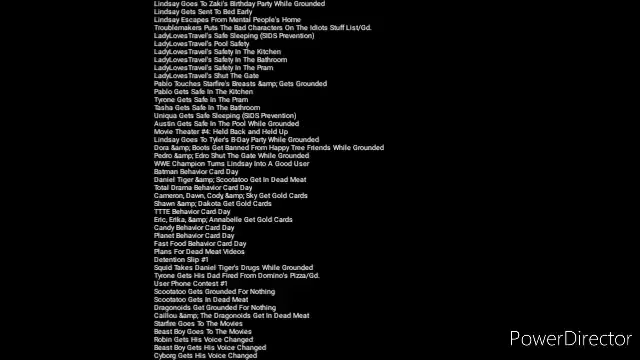 Lindsay Goes To Zaki's Birthday Party While Grounded
Lindsay Gets Sent To Bed Early
Lindsay Escapes From Mental People's Home
Troublemakers Puts The Bad Characters On The Idiots Stuff List/Gd.
LadyLovesTravel's Safe Sleeping (SIDS Prevention)
LadyLovesTravel's Pool Safety
LadyLovesTravel's Safety In The Kitchen
LadyLovesTravel's Safety In The Bathroom
LadyLovesTravel's Safety In The Pram
LadyLovesTravel's Shut The Gate
Pablo Touches Starfire's Breasts &amp; Gets Grounded
Pablo Gets Safe In The Kitchen
Tyrone Gets Safe In The Pram
Tasha Gets Safe In The Bathroom
Uniqua Gets Safe Sleeping (SIDS Prevention)
Austin Gets Safe In The Pool While Grounded
Movie Theater #4: Held Back and Held Up
Lindsay Goes To Tyler's B-Day Party While Grounded
Dora &amp; Boots Get Banned From Happy Tree Friends While Grounded
Pedro &amp; Edro Shut The Gate While Grounded
WWE Champion Turns Lindsay Into A Good User
Batman Behavior Card Day
Daniel Tiger &amp; Scootatoo Get In Dead Meat
Total Drama Behavior Card Day
Cameron, Dawn, Cody, &amp; Sky Get Gold Cards
Shawn &amp; Dakota Get Gold Cards
TTTE Behavior Card Day
Eric, Erika, &amp; Annabelle Get Gold Cards
Candy Behavior Card Day
Planet Behavior Card Day
Fast Food Behavior Card Day
Plans For Dead Meat Videos
Detention Slip #1
Squid Takes Daniel Tiger's Drugs While Grounded
Tyrone Gets His Dad Fired From Domino's Pizza/Gd.
User Phone Contest #1
Scootatoo Gets Grounded For Nothing
Scootatoo Gets In Dead Meat
Dragonoids Get Grounded For Nothing
Caillou &amp; The Dragonoids Get In Dead Meat
Starfire Goes To The Movies
Beast Boy Goes To The Movies
Robin Gets His Voice Changed
Beast Boy Gets His Voice Changed
Cyborg Gets His Voice Changed
PowerDirector